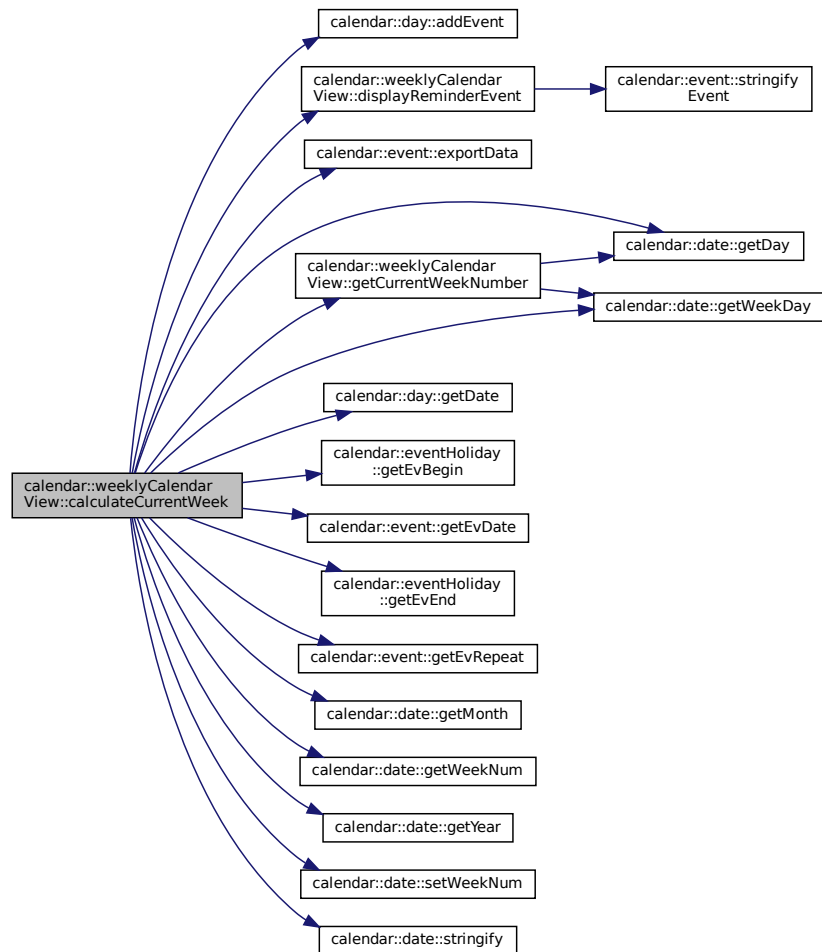 calendar::day::addEvent
calendar::weeklyCalendar
View::displayReminderEvent
calendar::event::stringify
Event
calendar::event::exportData
calendar::date::getDay
calendar::weeklyCalendar
View::getCurrentWeekNumber
calendar::date::getWeekDay
calendar::day::getDate
calendar::eventHoliday
::getEvBegin
calendar::weeklyCalendar
View::calculateCurrentWeek
calendar::event::getEvDate
calendar::eventHoliday
::getEvEnd
calendar::event::getEvRepeat
calendar::date::getMonth
calendar::date::getWeekNum
calendar::date::getYear
calendar::date::setWeekNum
calendar::date::stringify